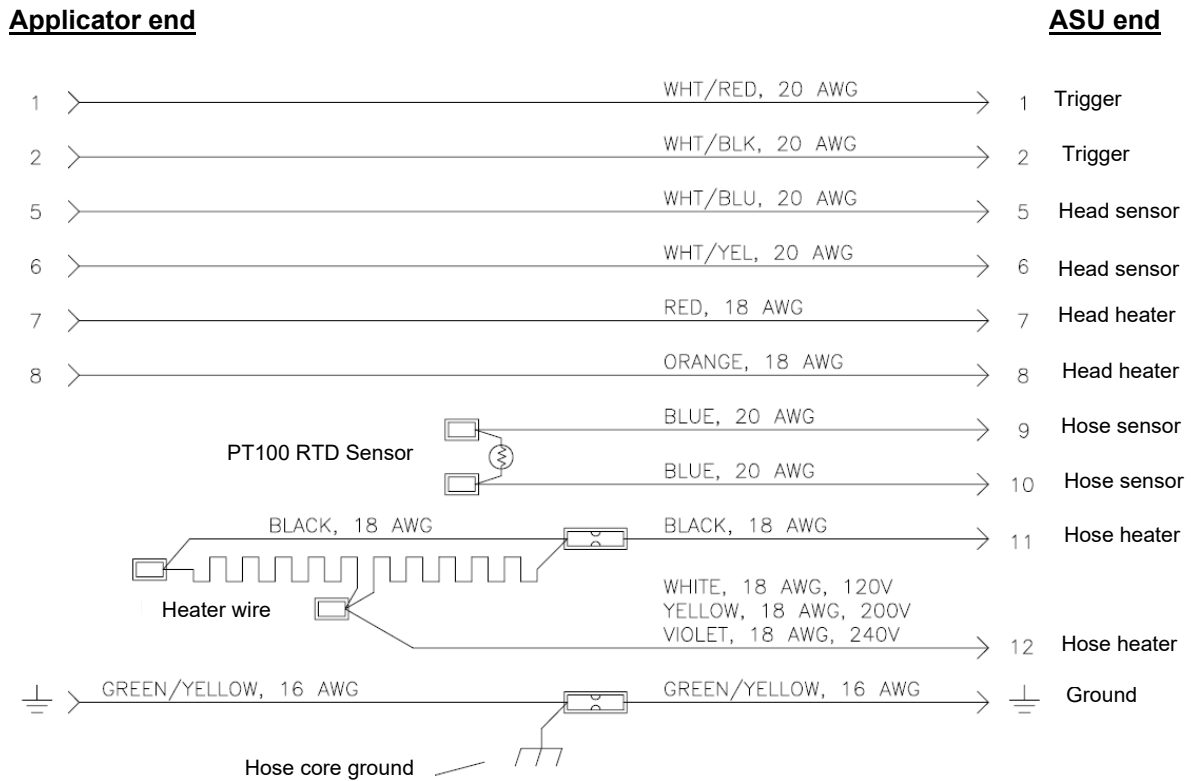 Applicator end ASU end
1 WHT/RED, 20 AWG 1 Trigger
2 WHT/BLK, 20 AWG 2 Trigger
5 WHT/BLU, 20 AWG 5 Head sensor
6 WHT/YEL, 20 AWG 6 Head sensor
7 RED, 18 AWG 7 Head heater
8 ORANGE, 18 AWG 8 Head heater
BLUE, 20 AWG 9 Hose sensor
PT100 RTD Sensor
BLUE, 20 AWG 10 Hose sensor
BLACK, 18 AWG BLACK, 18 AWG 11 Hose heater
Heater wire
WHITE, 18 AWG, 120V
YELLOW, 18 AWG, 200V
VIOLET, 18 AWG, 240V
12 Hose heater
GREEN/YELLOW, 16 AWG GREEN/YELLOW, 16 AWG Ground
Hose core ground